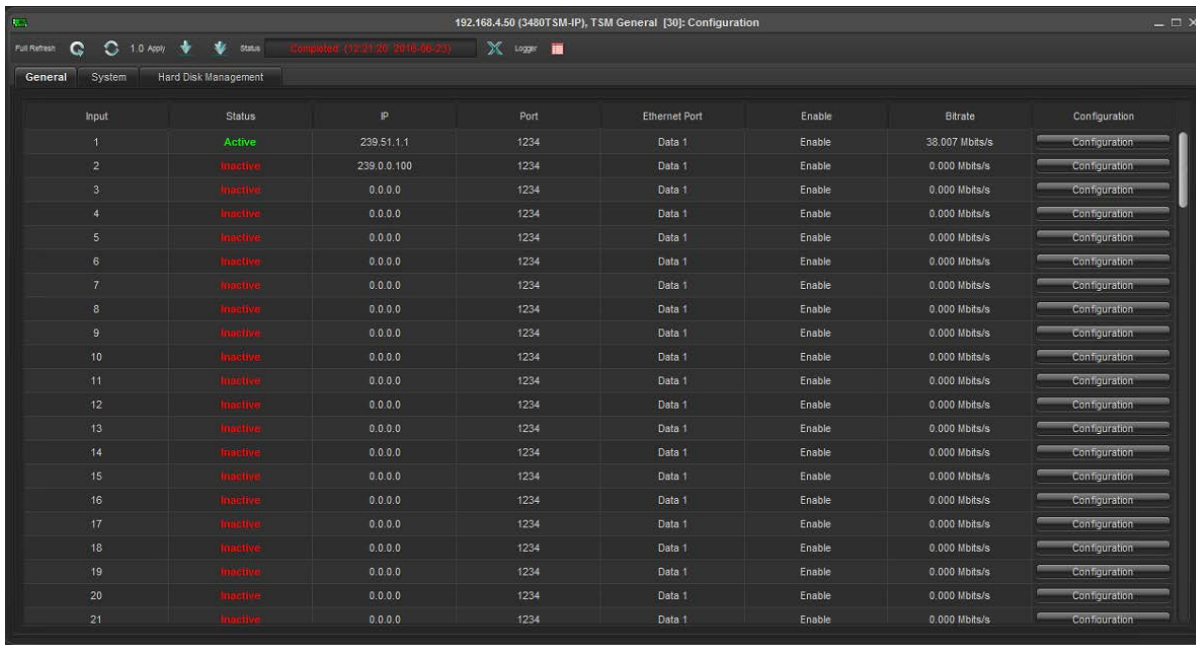 192.168.4.50 (3480TSM-IP), TSM General [30]: Configuration
Full Refresh 1.0 Apply Status Completed (12:21:20 2016-06-23) Logger
General System Hard Disk Management
Input Status IP Port Ethernet Port Enable Bitrate Configuration
1 Active 239.51.1.1 1234 Data 1 Enable 38.007 Mbits/s Configuration
2 Inactive 239.0.0.100 1234 Data 1 Enable 0.000 Mbits/s Configuration
3 Inactive 0.0.0.0 1234 Data 1 Enable 0.000 Mbits/s Configuration
4 Inactive 0.0.0.0 1234 Data 1 Enable 0.000 Mbits/s Configuration
5 Inactive 0.0.0.0 1234 Data 1 Enable 0.000 Mbits/s Configuration
6 Inactive 0.0.0.0 1234 Data 1 Enable 0.000 Mbits/s Configuration
7 Inactive 0.0.0.0 1234 Data 1 Enable 0.000 Mbits/s Configuration
8 Inactive 0.0.0.0 1234 Data 1 Enable 0.000 Mbits/s Configuration
9 Inactive 0.0.0.0 1234 Data 1 Enable 0.000 Mbits/s Configuration
10 Inactive 0.0.0.0 1234 Data 1 Enable 0.000 Mbits/s Configuration
11 Inactive 0.0.0.0 1234 Data 1 Enable 0.000 Mbits/s Configuration
12 Inactive 0.0.0.0 1234 Data 1 Enable 0.000 Mbits/s Configuration
13 Inactive 0.0.0.0 1234 Data 1 Enable 0.000 Mbits/s Configuration
14 Inactive 0.0.0.0 1234 Data 1 Enable 0.000 Mbits/s Configuration
15 Inactive 0.0.0.0 1234 Data 1 Enable 0.000 Mbits/s Configuration
16 Inactive 0.0.0.0 1234 Data 1 Enable 0.000 Mbits/s Configuration
17 Inactive 0.0.0.0 1234 Data 1 Enable 0.000 Mbits/s Configuration
18 Inactive 0.0.0.0 1234 Data 1 Enable 0.000 Mbits/s Configuration
19 Inactive 0.0.0.0 1234 Data 1 Enable 0.000 Mbits/s Configuration
20 Inactive 0.0.0.0 1234 Data 1 Enable 0.000 Mbits/s Configuration
21 Inactive 0.0.0.0 1234 Data 1 Enable 0.000 Mbits/s Configuration